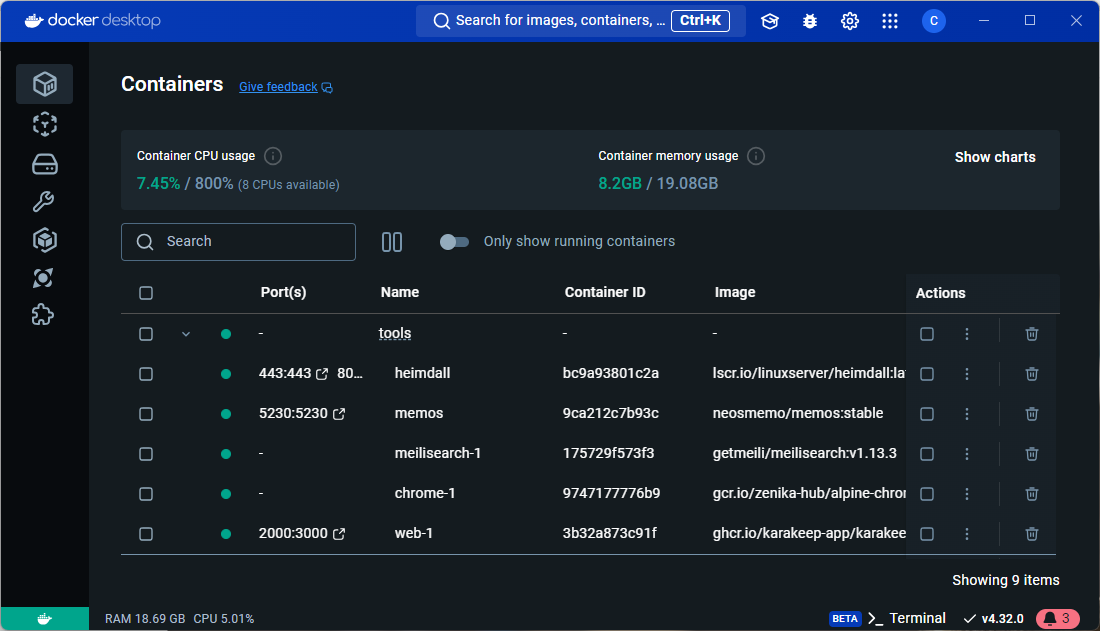 docker desktop
Search for images, containers, ... Ctrl+K
C
Containers Give feedback
Container CPU usage
7.45% / 800% (8 CPUs available)
Container memory usage
8.2GB / 19.08GB
Show charts
Search
Only show running containers
Port(s) Name Container ID Image Actions
- tools - -
443:443 80... heimdall bc9a93801c2a lscr.io/linuxserver/heimdall:la
5230:5230 memos 9ca212c7b93c neosmemo/memos:stable
- meilisearch-1 175729f573f3 getmeili/meilisearch:v1.13.3
- chrome-1 9747177776b9 gcr.io/zenika-hub/alpine-chro
2000:3000 web-1 3b32a873c91f ghcr.io/karakeep-app/karakee
Showing 9 items
RAM 18.69 GB CPU 5.01%
BETA Terminal v4.32.0 3